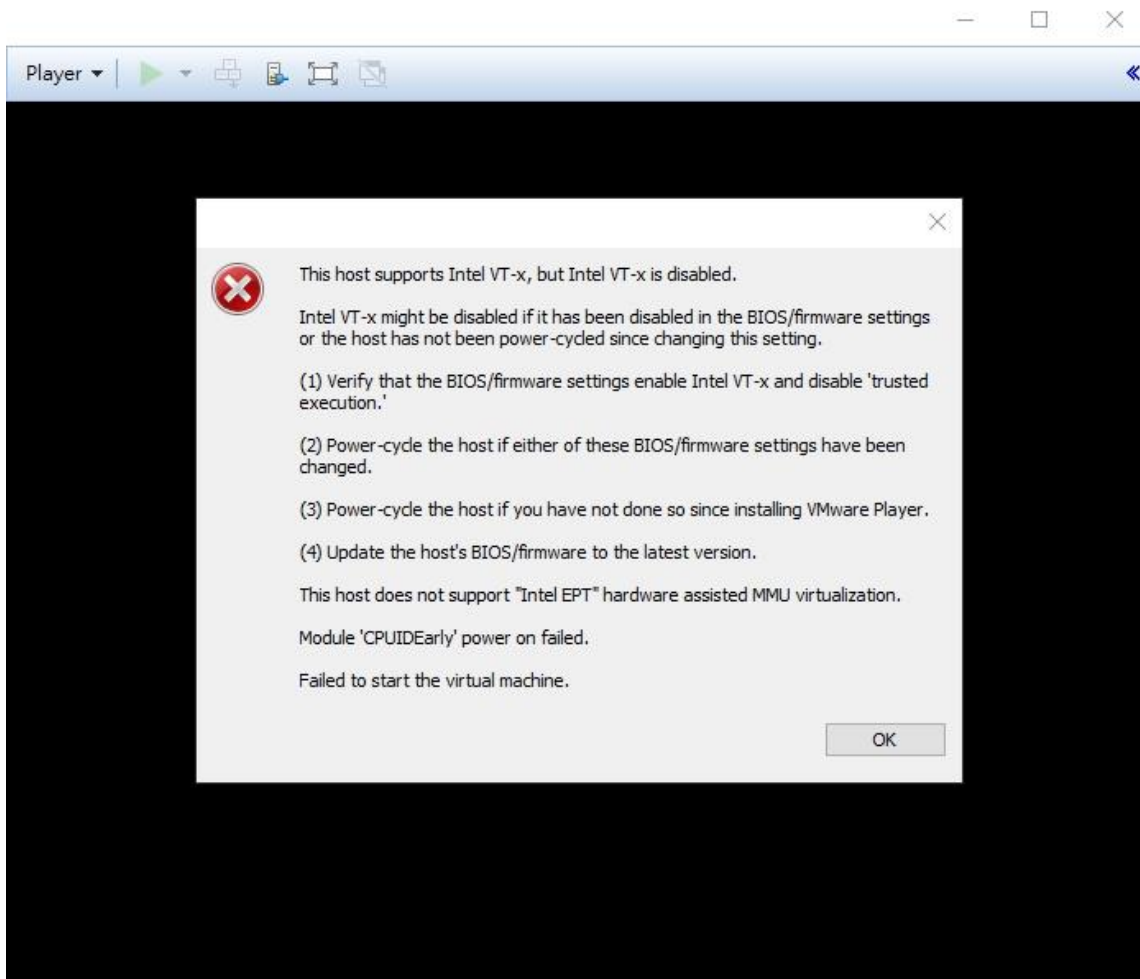 Player
This host supports Intel VT-x, but Intel VT-x is disabled.
Intel VT-x might be disabled if it has been disabled in the BIOS/firmware settings
or the host has not been power-cycled since changing this setting.
(1) Verify that the BIOS/firmware settings enable Intel VT-x and disable 'trusted
execution.'
(2) Power-cycle the host if either of these BIOS/firmware settings have been
changed.
(3) Power-cycle the host if you have not done so since installing VMware Player.
(4) Update the host's BIOS/firmware to the latest version.
This host does not support "Intel EPT" hardware assisted MMU virtualization.
Module 'CPUIDEarly' power on failed.
Failed to start the virtual machine.
OK